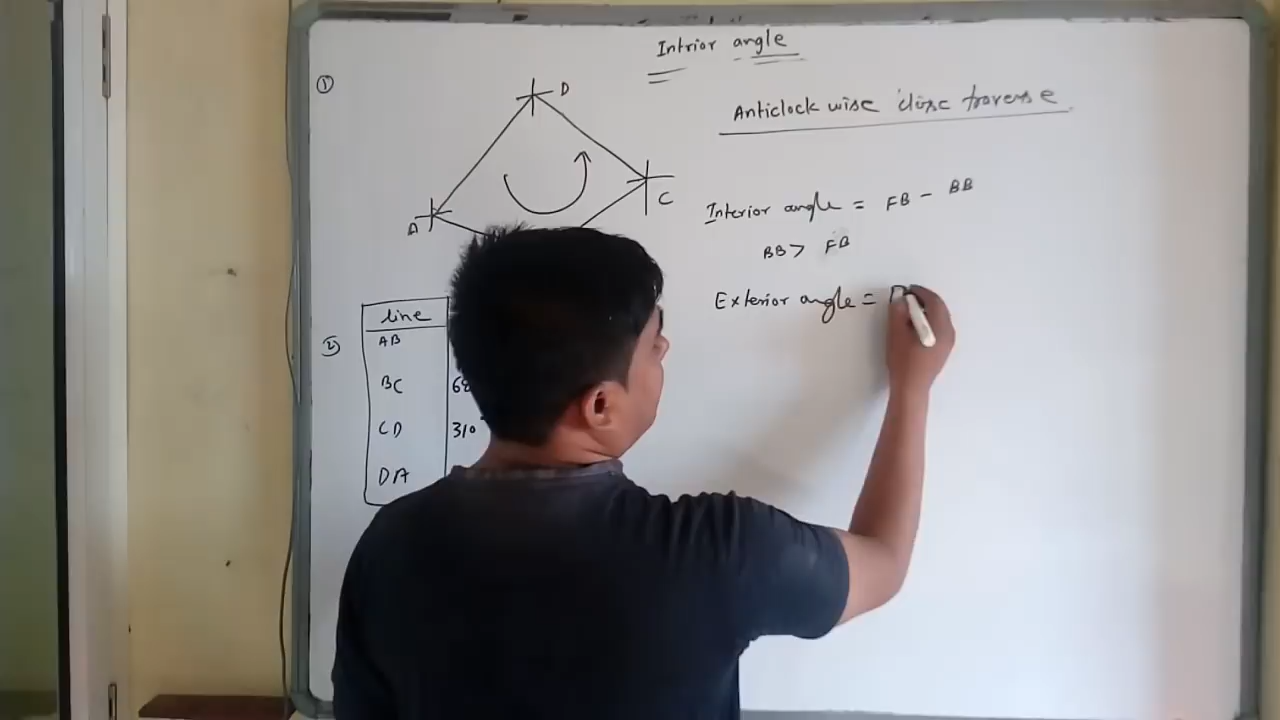 Intrior angle
①
D
Anticlock wise close traverse
C
A
Interior angle = FB - BB
BB > FB
Exterior angle =
②
line
AB
BC 68
CD 310
DA